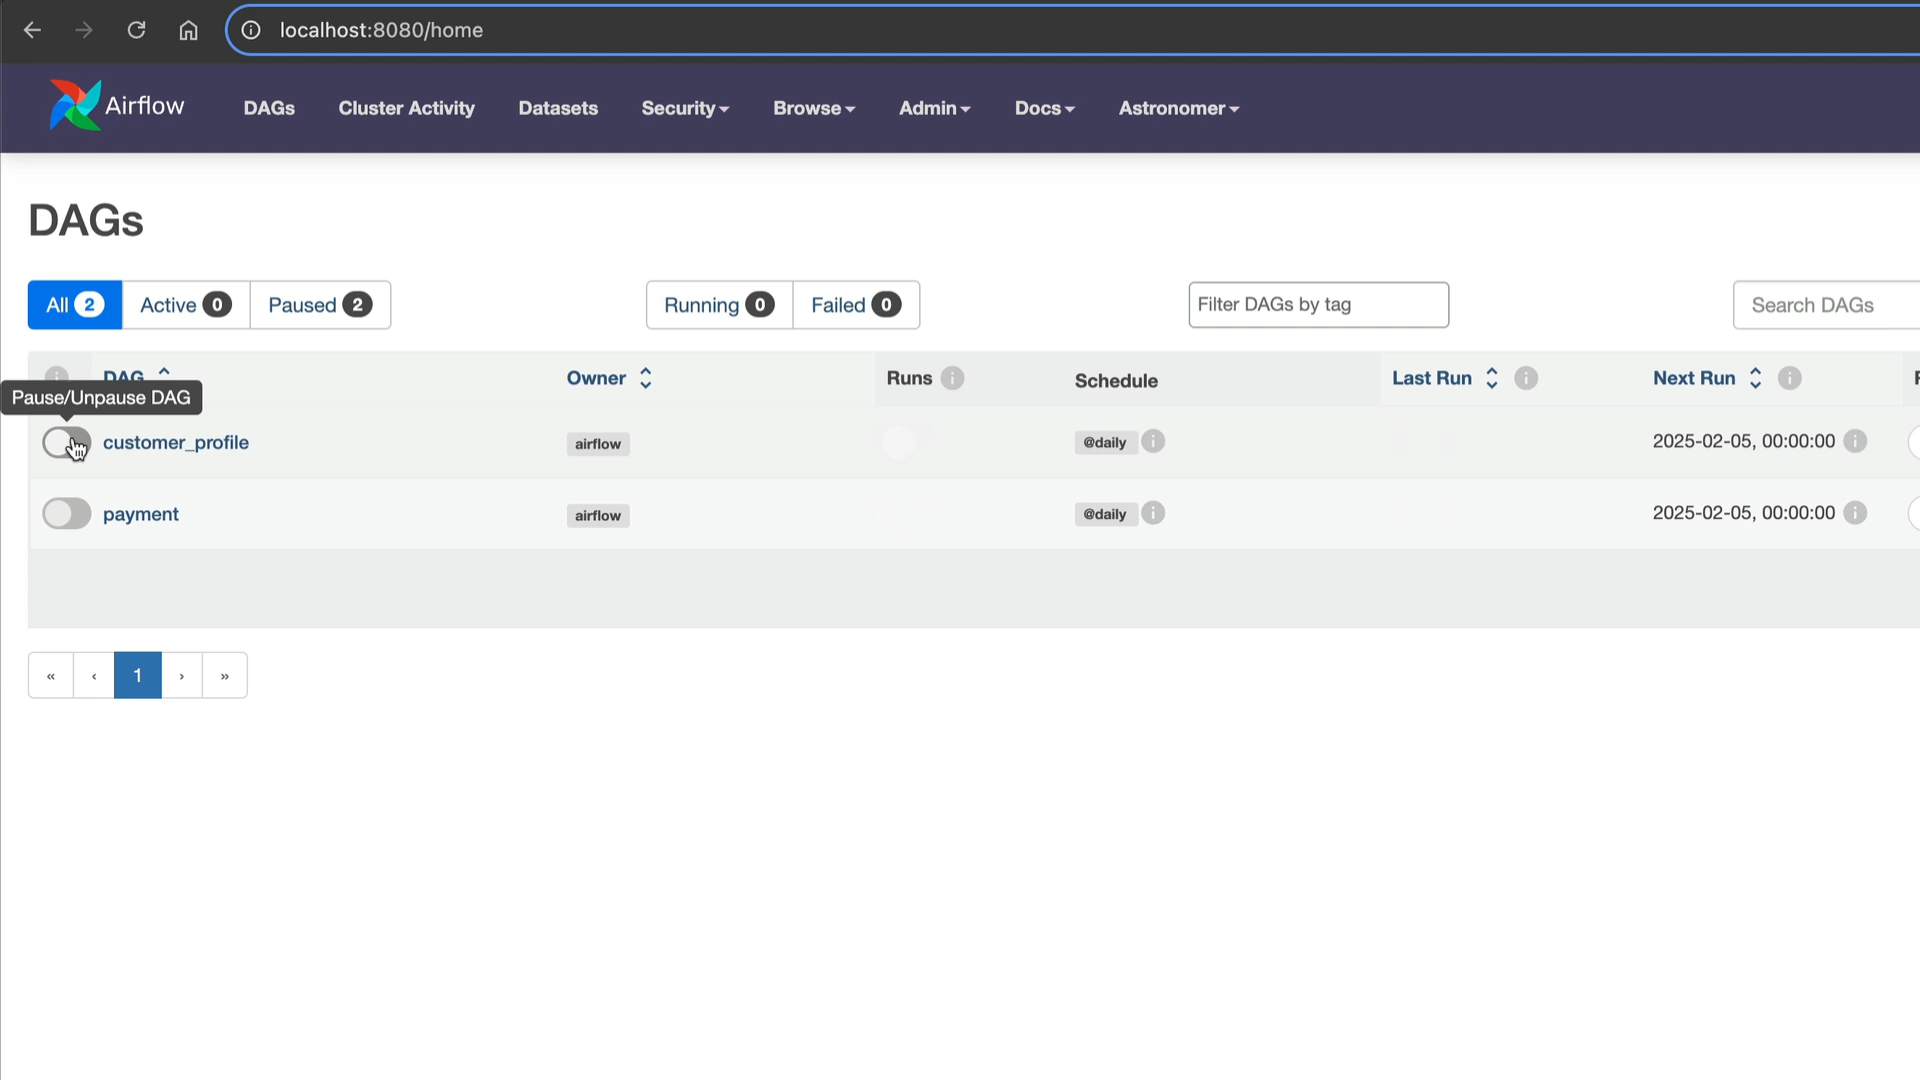 localhost:8080/home
Airflow DAGs Cluster Activity Datasets Security Browse Admin Docs Astronomer
DAGs
All 2 Active 0 Paused 2 Running 0 Failed 0 Filter DAGs by tag Search DAGs
DAG Owner Runs Schedule Last Run Next Run
Pause/Unpause DAG
customer_profile airflow @daily 2025-02-05, 00:00:00
payment airflow @daily 2025-02-05, 00:00:00
« ‹ 1 › »